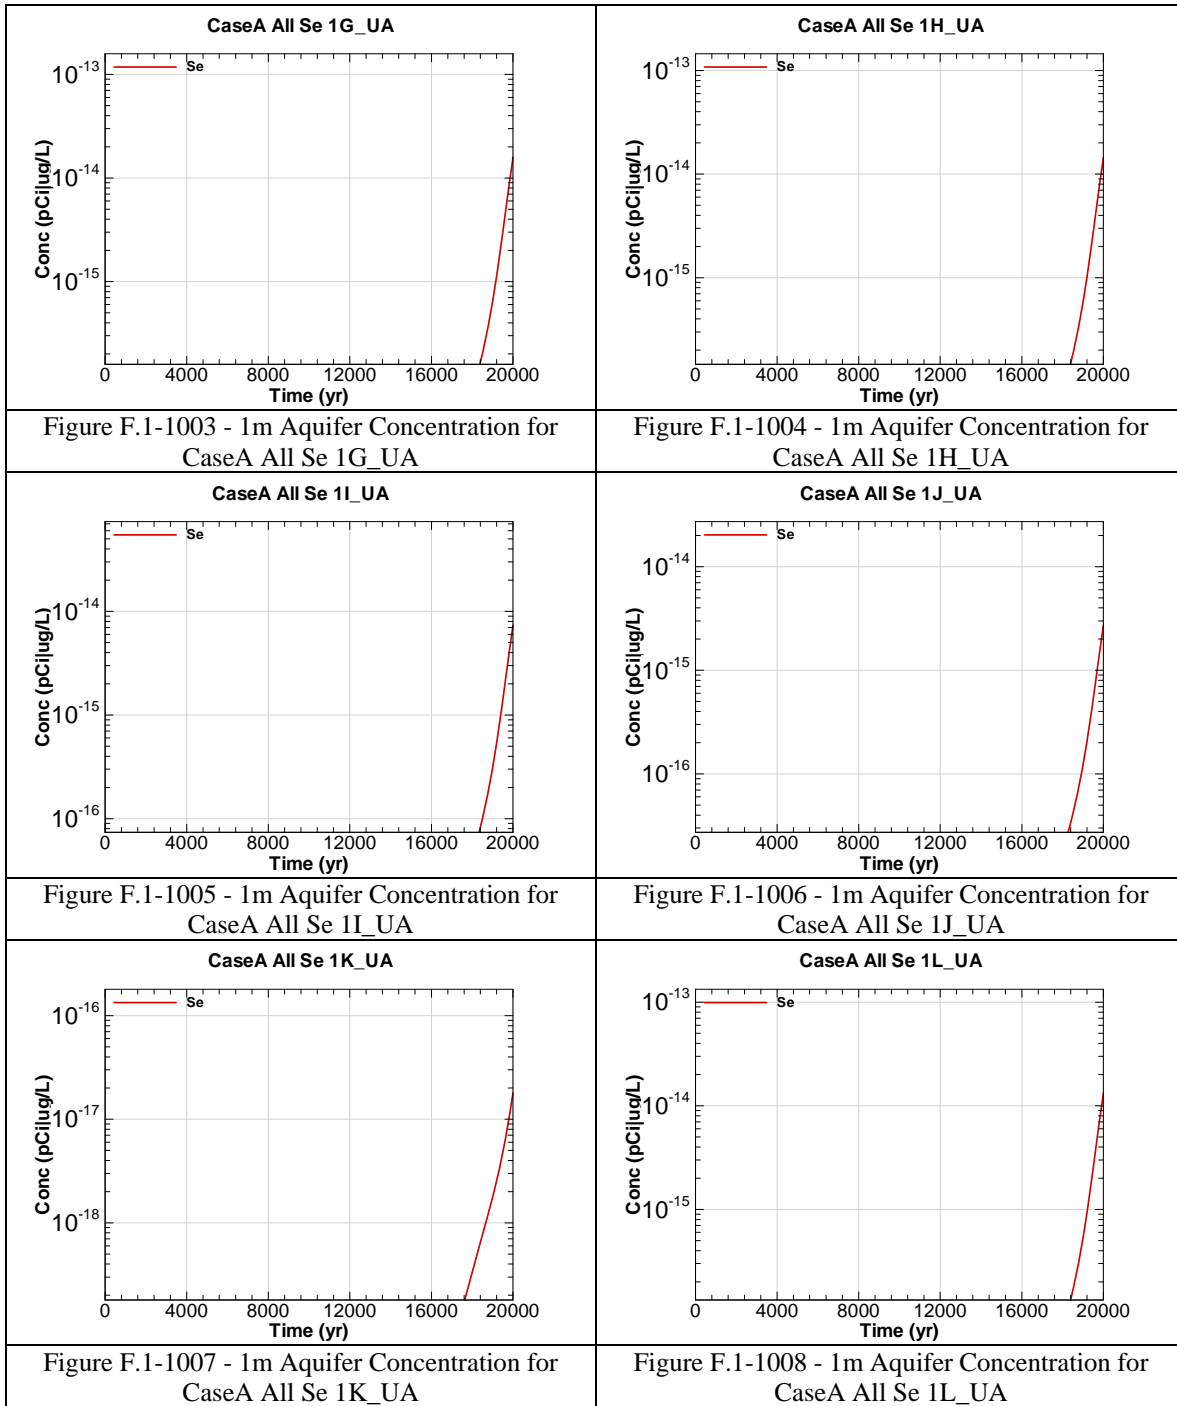 CaseA All Se 1G_UA
Se
10-13
10-14
10-15
Conc (pCi|ug/L)
0 4000 8000 12000 16000 20000
Time (yr)
Figure F.1-1003 - 1m Aquifer Concentration for
CaseA All Se 1G_UA
CaseA All Se 1H_UA
Se
10-13
10-14
10-15
Conc (pCi|ug/L)
0 4000 8000 12000 16000 20000
Time (yr)
Figure F.1-1004 - 1m Aquifer Concentration for
CaseA All Se 1H_UA
CaseA All Se 1I_UA
Se
10-14
10-15
10-16
Conc (pCi|ug/L)
0 4000 8000 12000 16000 20000
Time (yr)
Figure F.1-1005 - 1m Aquifer Concentration for
CaseA All Se 1I_UA
CaseA All Se 1J_UA
Se
10-14
10-15
10-16
Conc (pCi|ug/L)
0 4000 8000 12000 16000 20000
Time (yr)
Figure F.1-1006 - 1m Aquifer Concentration for
CaseA All Se 1J_UA
CaseA All Se 1K_UA
Se
10-16
10-17
10-18
Conc (pCi|ug/L)
0 4000 8000 12000 16000 20000
Time (yr)
Figure F.1-1007 - 1m Aquifer Concentration for
CaseA All Se 1K_UA
CaseA All Se 1L_UA
Se
10-13
10-14
10-15
Conc (pCi|ug/L)
0 4000 8000 12000 16000 20000
Time (yr)
Figure F.1-1008 - 1m Aquifer Concentration for
CaseA All Se 1L_UA